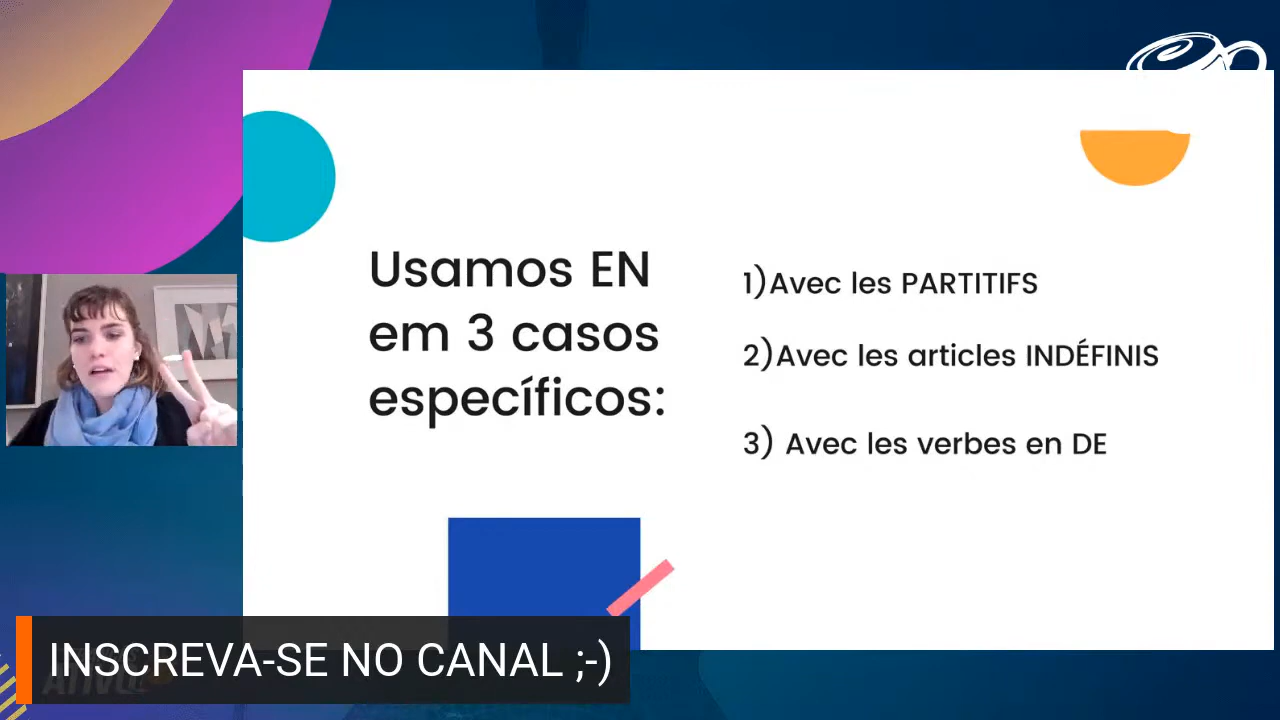 Usamos EN
em 3 casos
específicos:
1)Avec les PARTITIFS
2)Avec les articles INDÉFINIS
3) Avec les verbes en DE
INSCREVA-SE NO CANAL ;-)